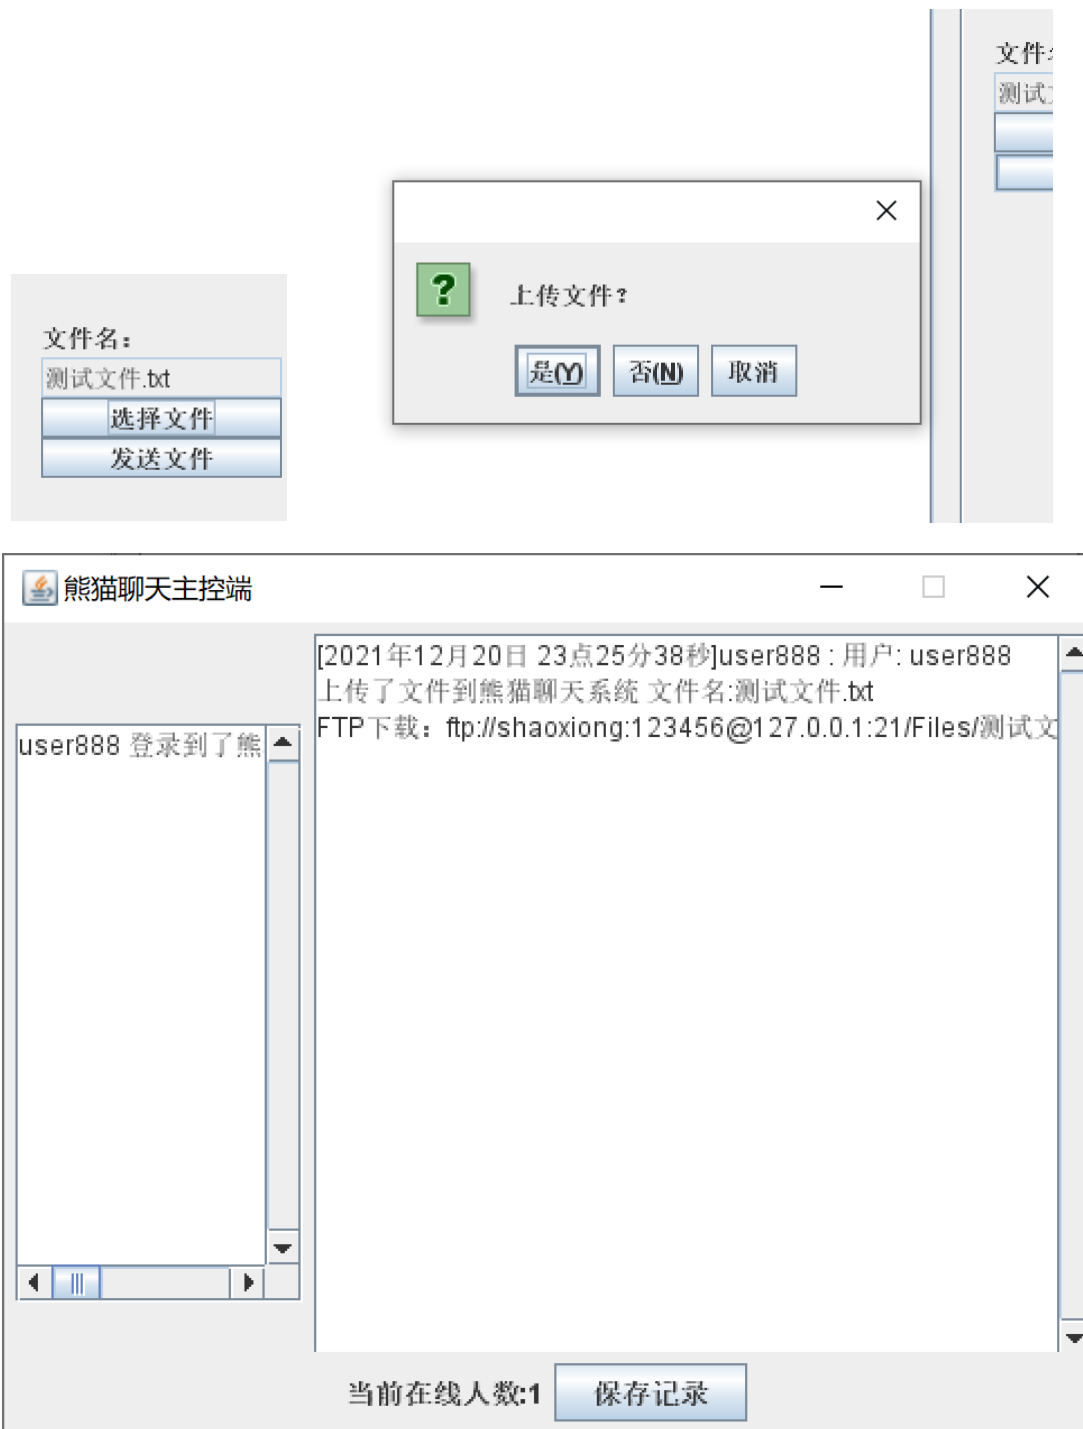 文件
测试
上传文件?
是(Y) 否(N) 取消
文件名：
测试文件.txt
选择文件
发送文件
熊猫聊天主控端
[2021年12月20日 23点25分38秒]user888 : 用户: user888
上传了文件到熊猫聊天系统 文件名:测试文件.txt
FTP下载：ftp://shaoxiong:123456@127.0.0.1:21/Files/测试文
user888 登录到了熊
当前在线人数:1 保存记录